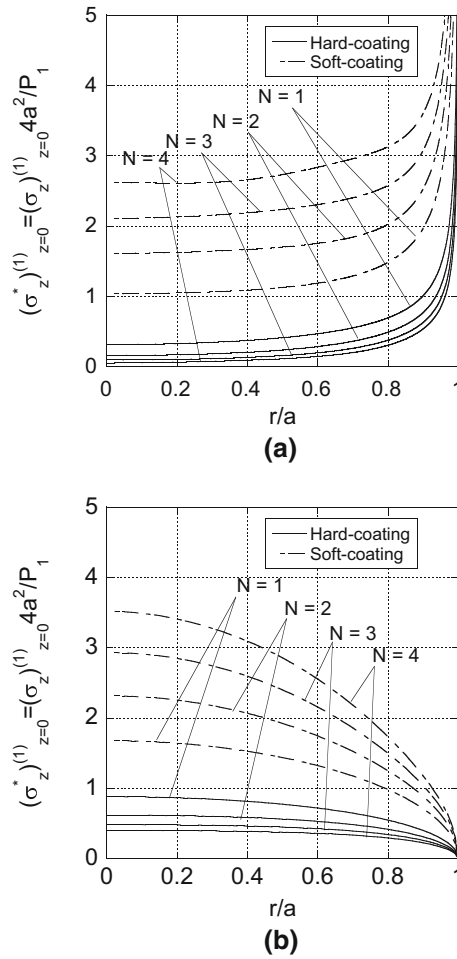 5
4
3
2
1
0
(σ*z)(1)z=0=(σz)(1)z=0 4a2/P1
Hard-coating
Soft-coating
N = 1
N = 2
N = 3
N = 4
0 0.2 0.4 0.6 0.8 1
r/a
(a)
5
4
3
2
1
0
(σ*z)(1)z=0=(σz)(1)z=0 4a2/P1
Hard-coating
Soft-coating
N = 1
N = 2
N = 3
N = 4
0 0.2 0.4 0.6 0.8 1
r/a
(b)